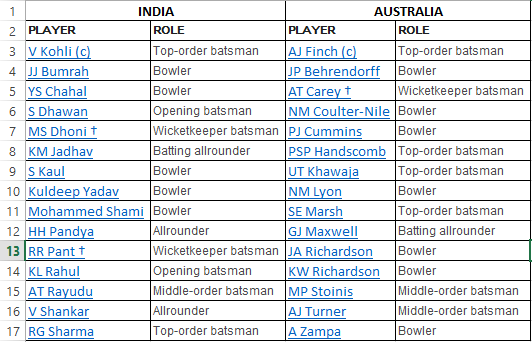 1 INDIA AUSTRALIA
2 PLAYER ROLE PLAYER ROLE
3 V Kohli (c) Top-order batsman AJ Finch (c) Top-order batsman
4 JJ Bumrah Bowler JP Behrendorff Bowler
5 YS Chahal Bowler AT Carey † Wicketkeeper batsman
6 S Dhawan Opening batsman NM Coulter-Nile Bowler
7 MS Dhoni † Wicketkeeper batsman PJ Cummins Bowler
8 KM Jadhav Batting allrounder PSP Handscomb Top-order batsman
9 S Kaul Bowler UT Khawaja Top-order batsman
10 Kuldeep Yadav Bowler NM Lyon Bowler
11 Mohammed Shami Bowler SE Marsh Top-order batsman
12 HH Pandya Allrounder GJ Maxwell Batting allrounder
13 RR Pant † Wicketkeeper batsman JA Richardson Bowler
14 KL Rahul Opening batsman KW Richardson Bowler
15 AT Rayudu Middle-order batsman MP Stoinis Middle-order batsman
16 V Shankar Allrounder AJ Turner Middle-order batsman
17 RG Sharma Top-order batsman A Zampa Bowler